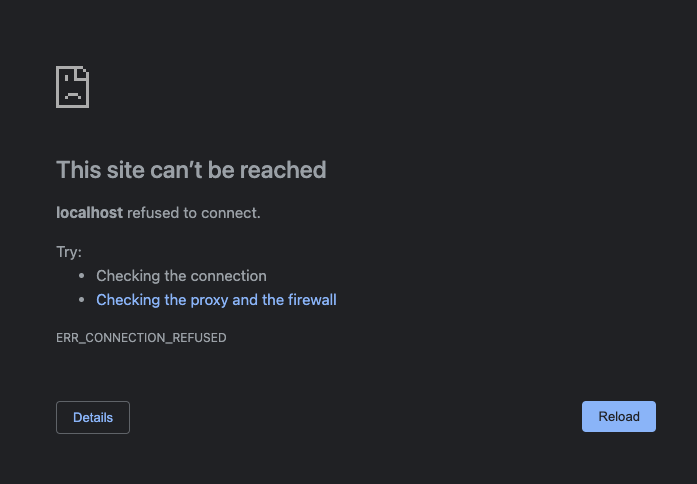 This site can’t be reached
localhost refused to connect.
Try:
• Checking the connection
• Checking the proxy and the firewall
ERR_CONNECTION_REFUSED
Details
Reload